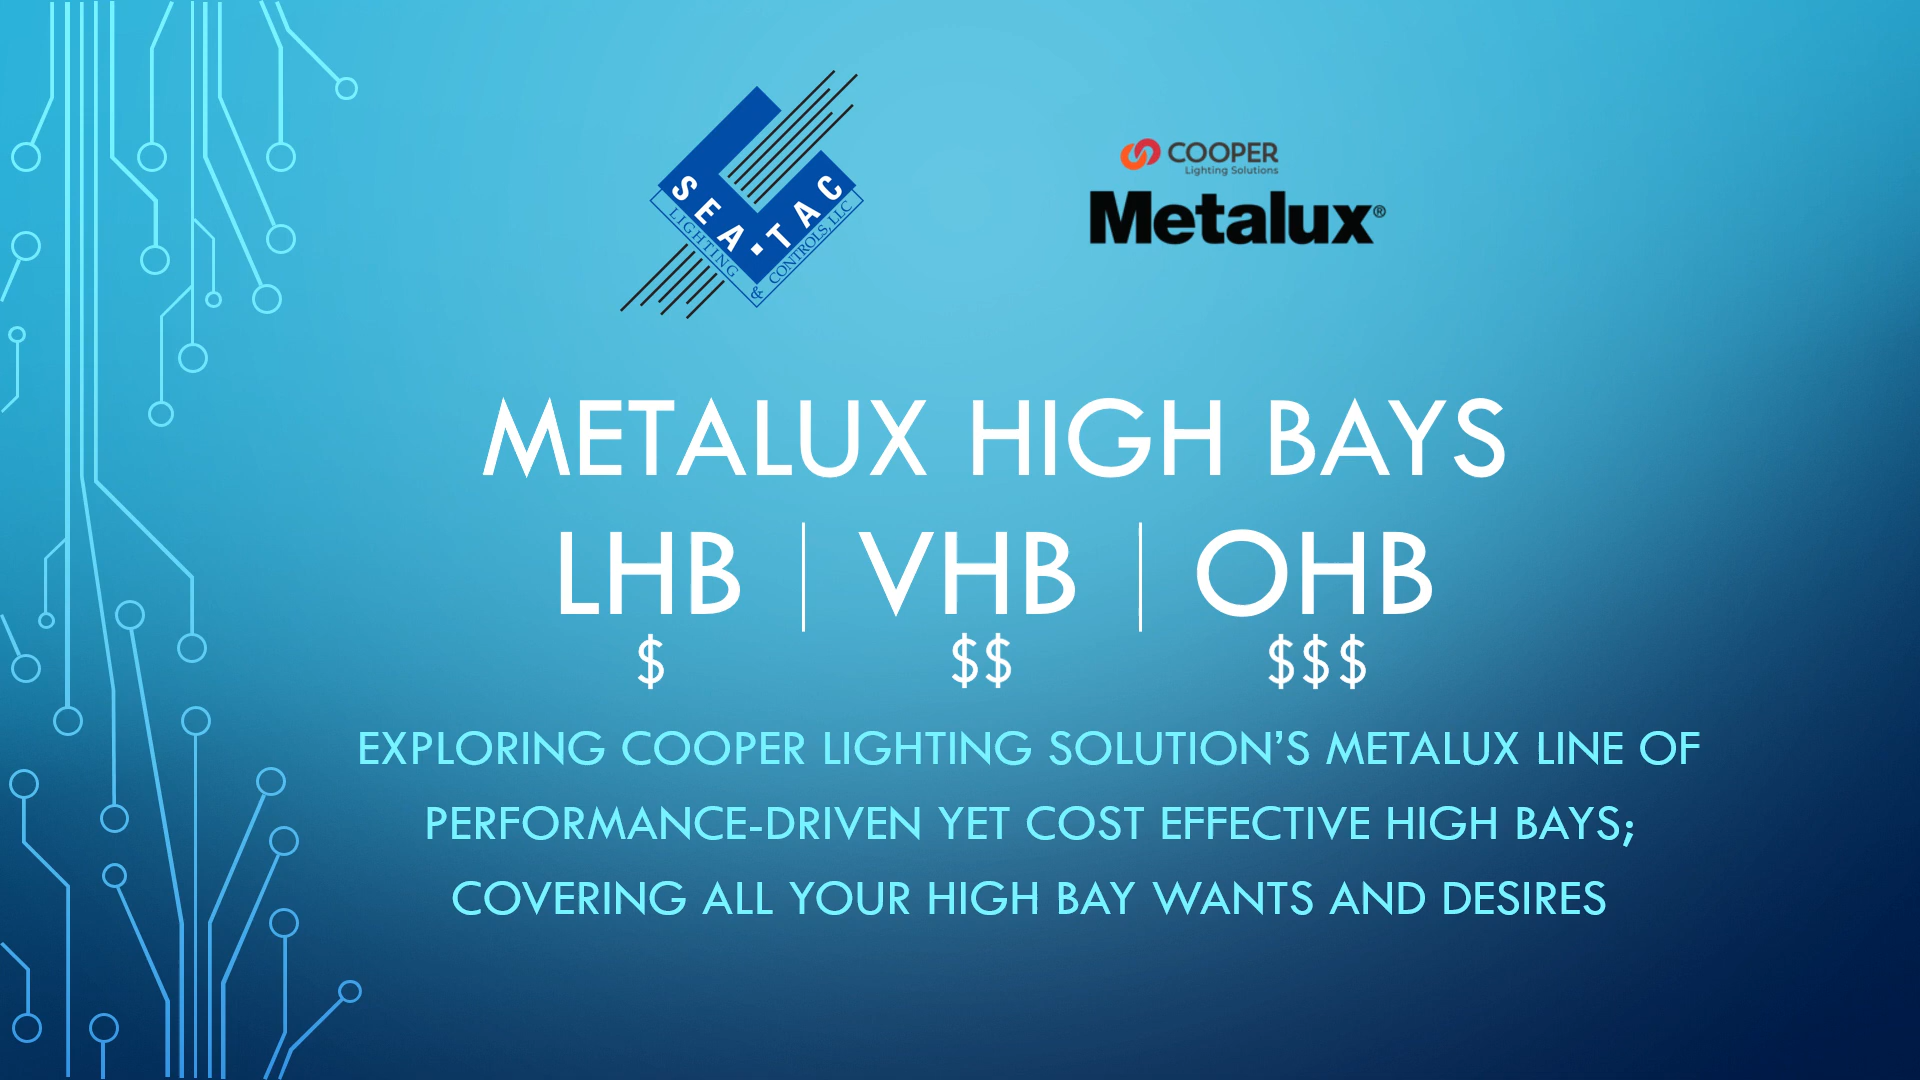 SEA▪TAC
LIGHTING & CONTROLS, LLC
COOPER
Lighting Solutions
Metalux®
METALUX HIGH BAYS
LHB | VHB | OHB
$ $$ $$$
EXPLORING COOPER LIGHTING SOLUTION’S METALUX LINE OF
PERFORMANCE-DRIVEN YET COST EFFECTIVE HIGH BAYS;
COVERING ALL YOUR HIGH BAY WANTS AND DESIRES